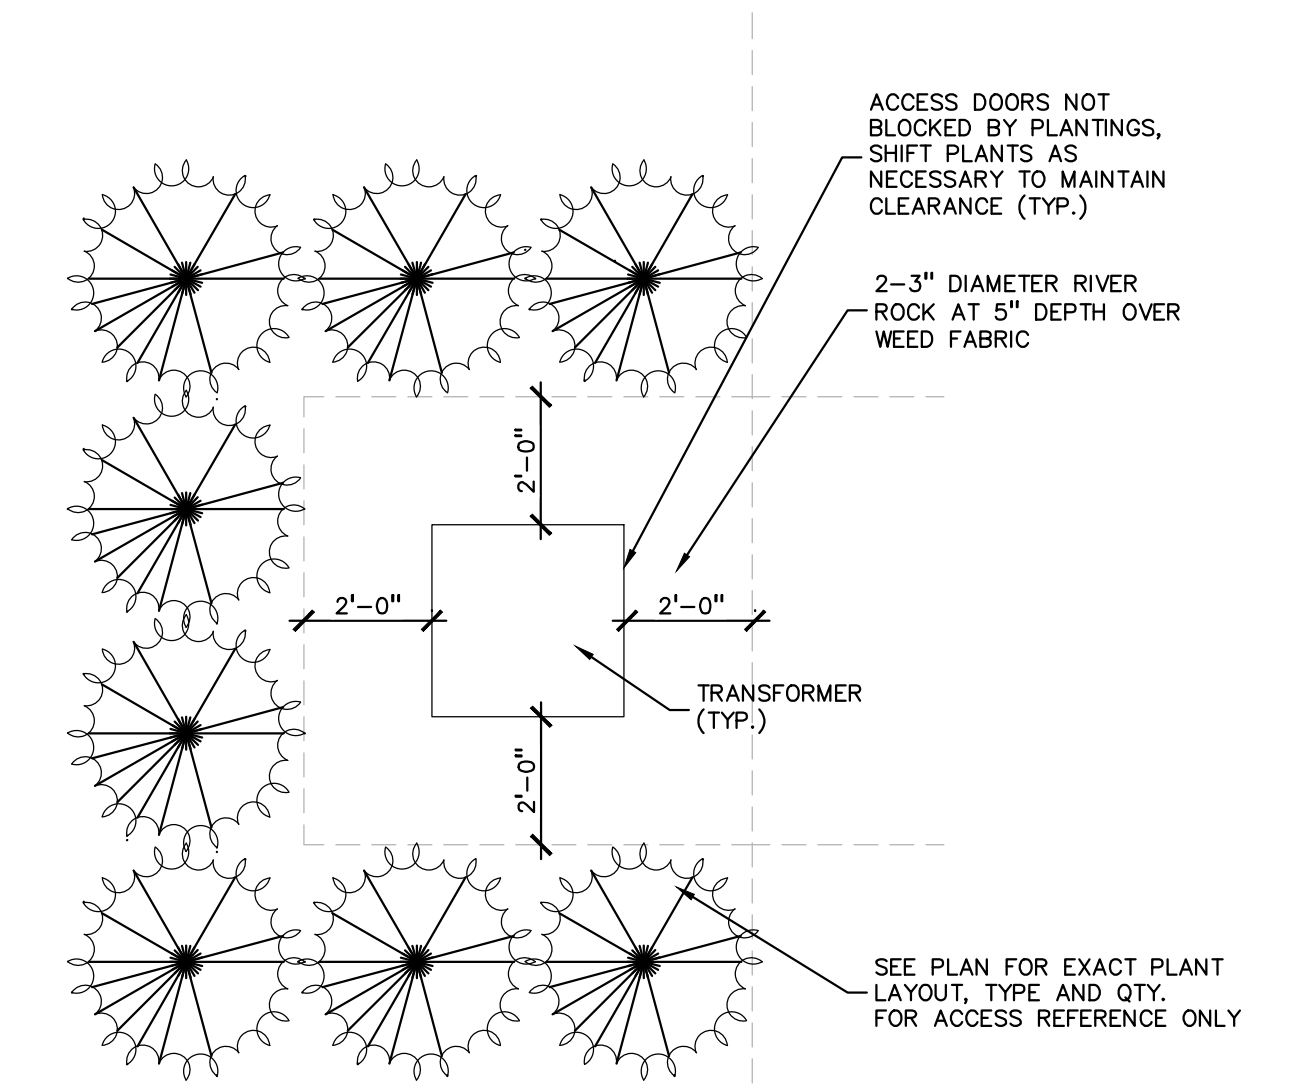 ACCESS DOORS NOT
BLOCKED BY PLANTINGS,
SHIFT PLANTS AS
NECESSARY TO MAINTAIN
CLEARANCE (TYP.)
2-3" DIAMETER RIVER
ROCK AT 5" DEPTH OVER
WEED FABRIC
2'-0"
2'-0"
2'-0"
TRANSFORMER
(TYP.)
2'-0"
SEE PLAN FOR EXACT PLANT
LAYOUT, TYPE AND QTY.
FOR ACCESS REFERENCE ONLY